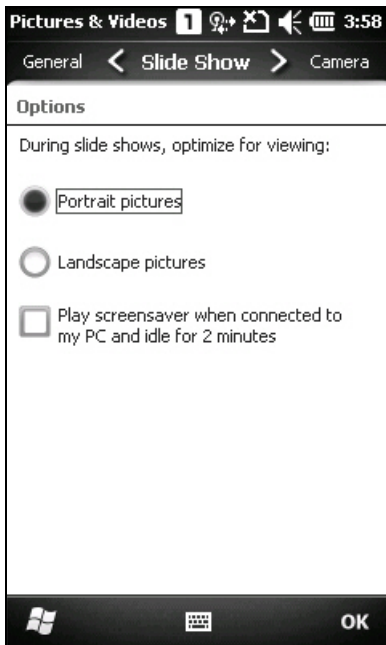 Pictures & Videos 1 3:58
General < Slide Show > Camera
Options
During slide shows, optimize for viewing:
Portrait pictures
Landscape pictures
Play screensaver when connected to
my PC and idle for 2 minutes
OK